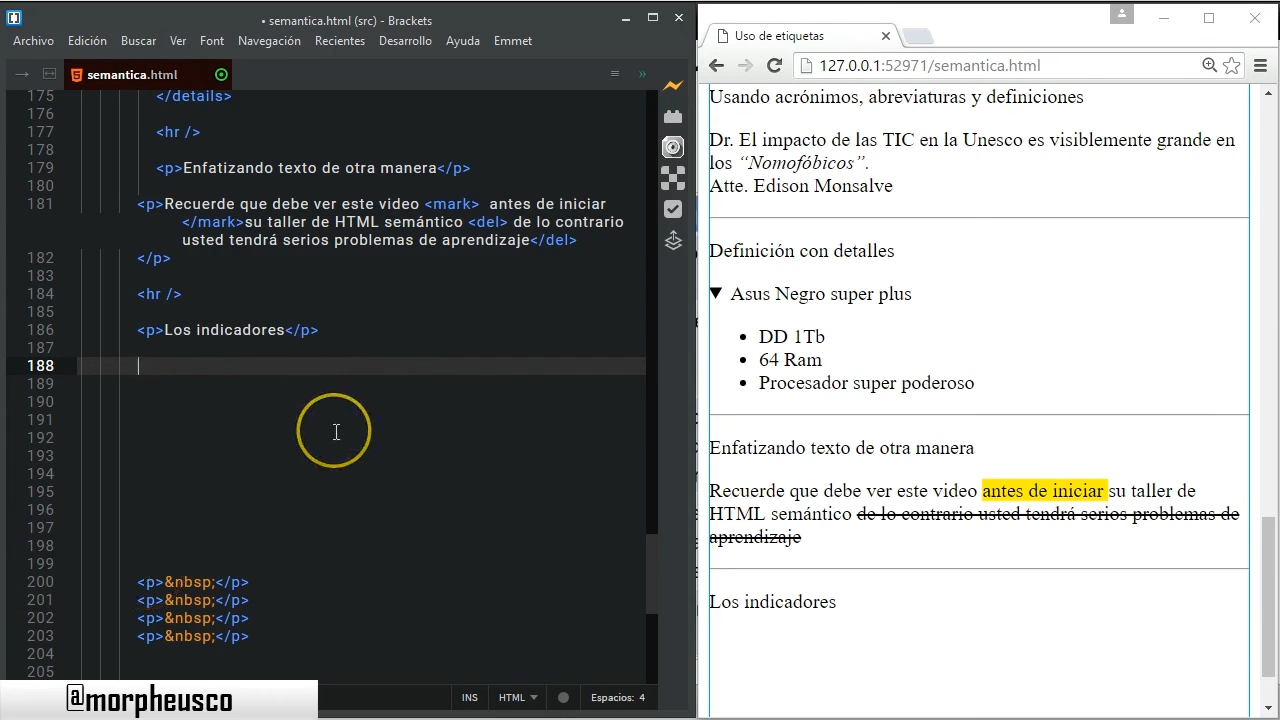 • semantica.html (src) - Brackets
Archivo Edición Buscar Ver Font Navegación Recientes Desarrollo Ayuda Emmet
semantica.html
175 </details>
176
177 <hr />
178
179 <p>Enfatizando texto de otra manera</p>
180
181 <p>Recuerde que debe ver este video <mark> antes de iniciar
</mark>su taller de HTML semántico <del> de lo contrario
usted tendrá serios problemas de aprendizaje</del>
182 </p>
183
184 <hr />
185
186 <p>Los indicadores</p>
187
188
189
190
191
192
193
194
195
196
197
198
199
200 <p>&nbsp;</p>
201 <p>&nbsp;</p>
202 <p>&nbsp;</p>
203 <p>&nbsp;</p>
204
205
INS HTML Espacios: 4
@morpheusco
Uso de etiquetas
127.0.0.1:52971/semantica.html
Usando acrónimos, abreviaturas y definiciones
Dr. El impacto de las TIC en la Unesco es visiblemente grande en
los “Nomofóbicos”.
Atte. Edison Monsalve
Definición con detalles
Asus Negro super plus
DD 1Tb
64 Ram
Procesador super poderoso
Enfatizando texto de otra manera
Recuerde que debe ver este video antes de iniciar su taller de
HTML semántico de lo contrario usted tendrá serios problemas de
aprendizaje
Los indicadores